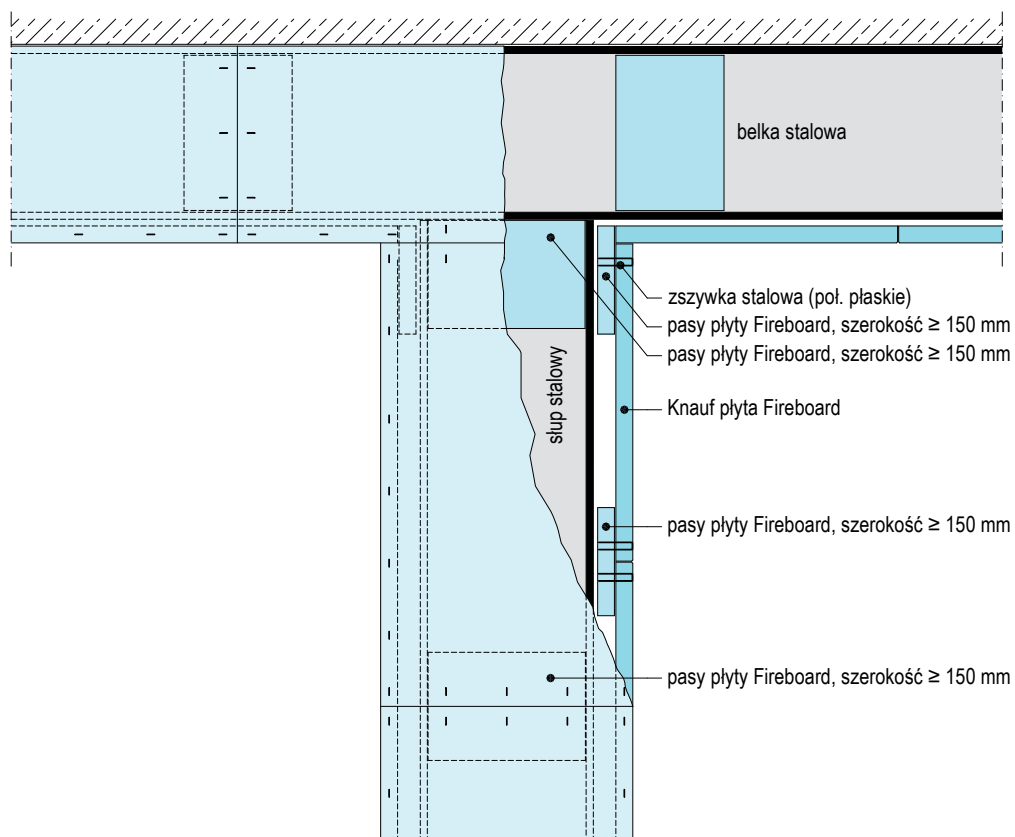 belka stalowa
zszywka stalowa (poł. płaskie)
pasy płyty Fireboard, szerokość ≥ 150 mm
pasy płyty Fireboard, szerokość ≥ 150 mm
słup stalowy
Knauf płyta Fireboard
pasy płyty Fireboard, szerokość ≥ 150 mm
pasy płyty Fireboard, szerokość ≥ 150 mm